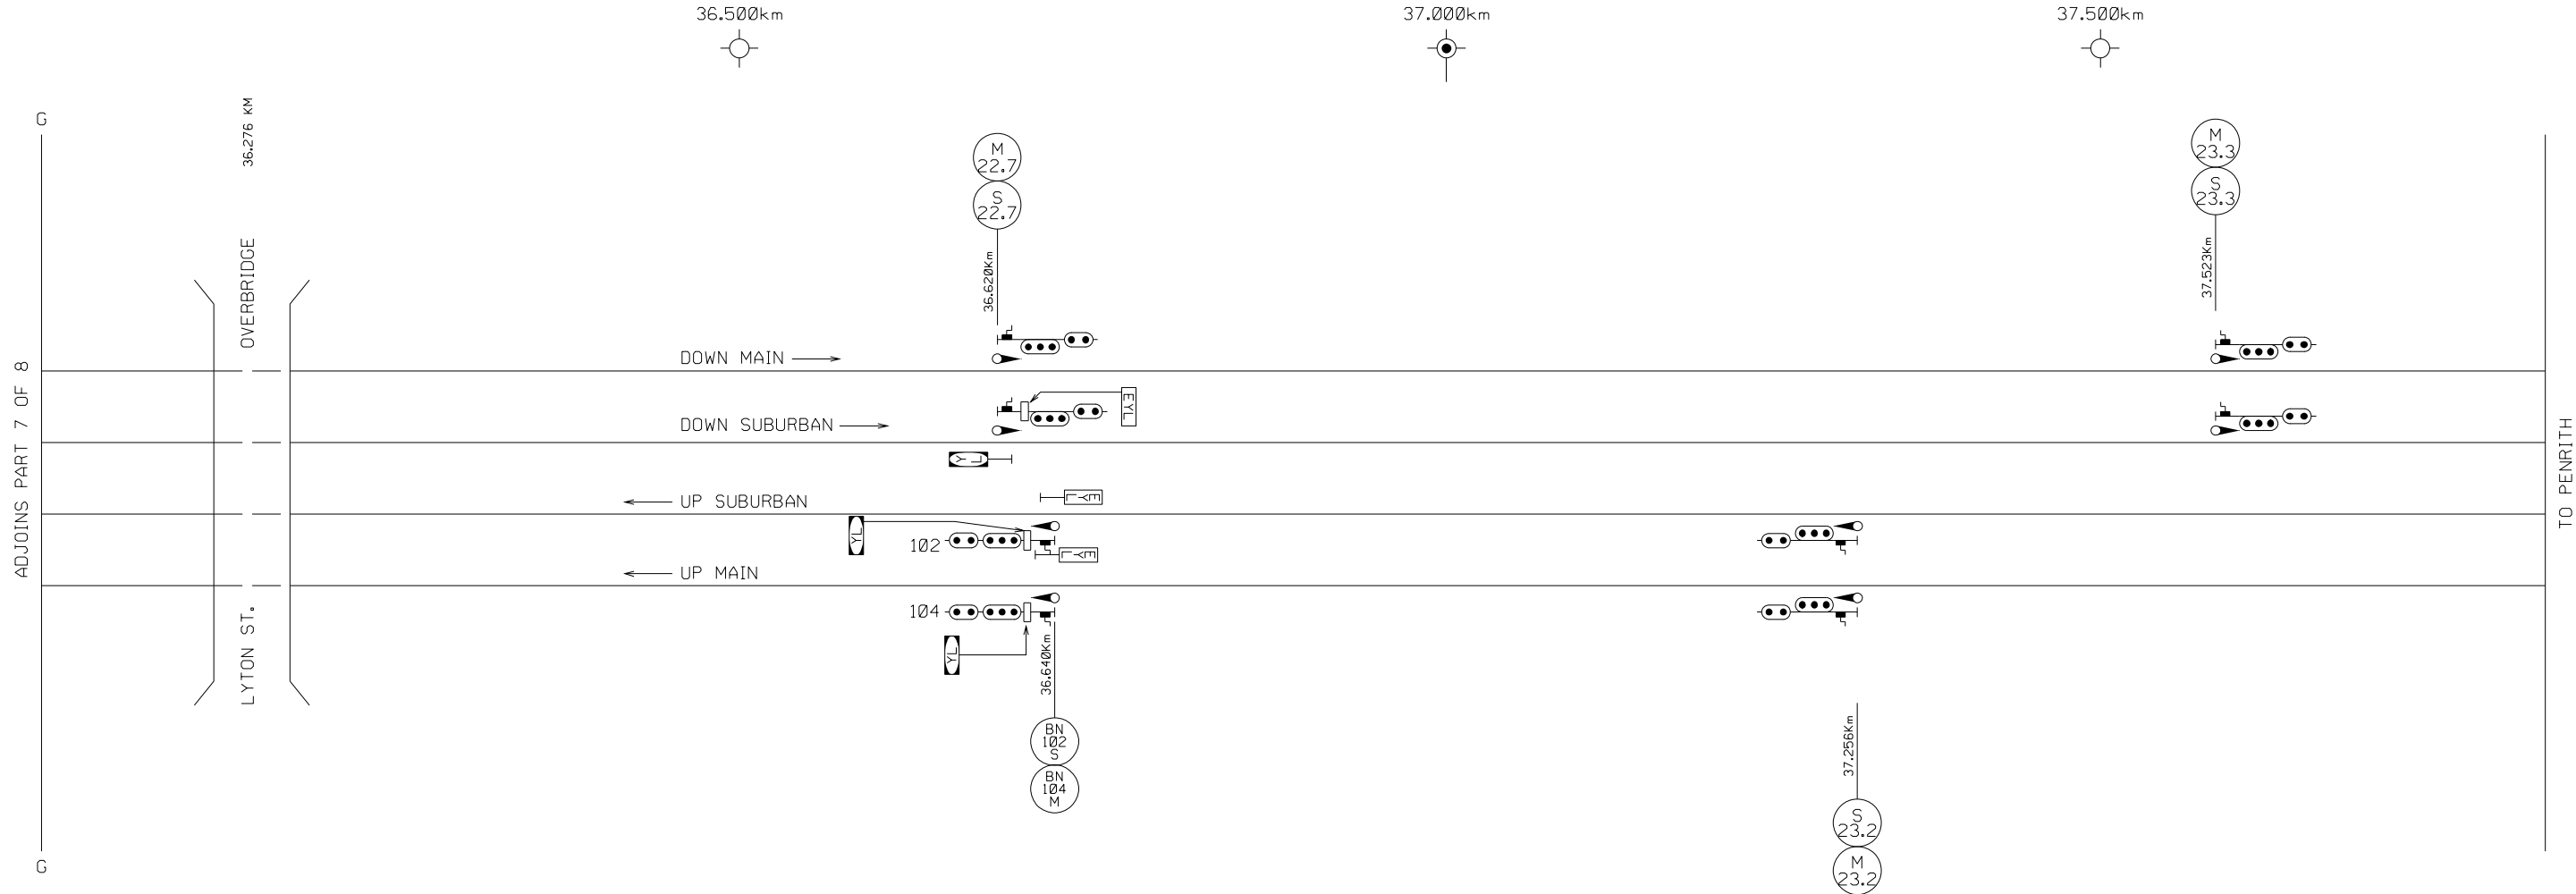 36.500km
37.000km
37.500km
G
36.276 KM
OVERBRIDGE
LYTON ST.
M
22.7
S
22.7
36.620Km
M
23.3
S
23.3
37.523Km
ADJOINS PART 7 OF 8
DOWN MAIN
EYL
DOWN SUBURBAN
YL
UP SUBURBAN
EYL
YL
102
EYL
UP MAIN
104
YL
36.640Km
BN
102
S
BN
104
M
37.256Km
S
23.2
M
23.2
TO PENRITH
G